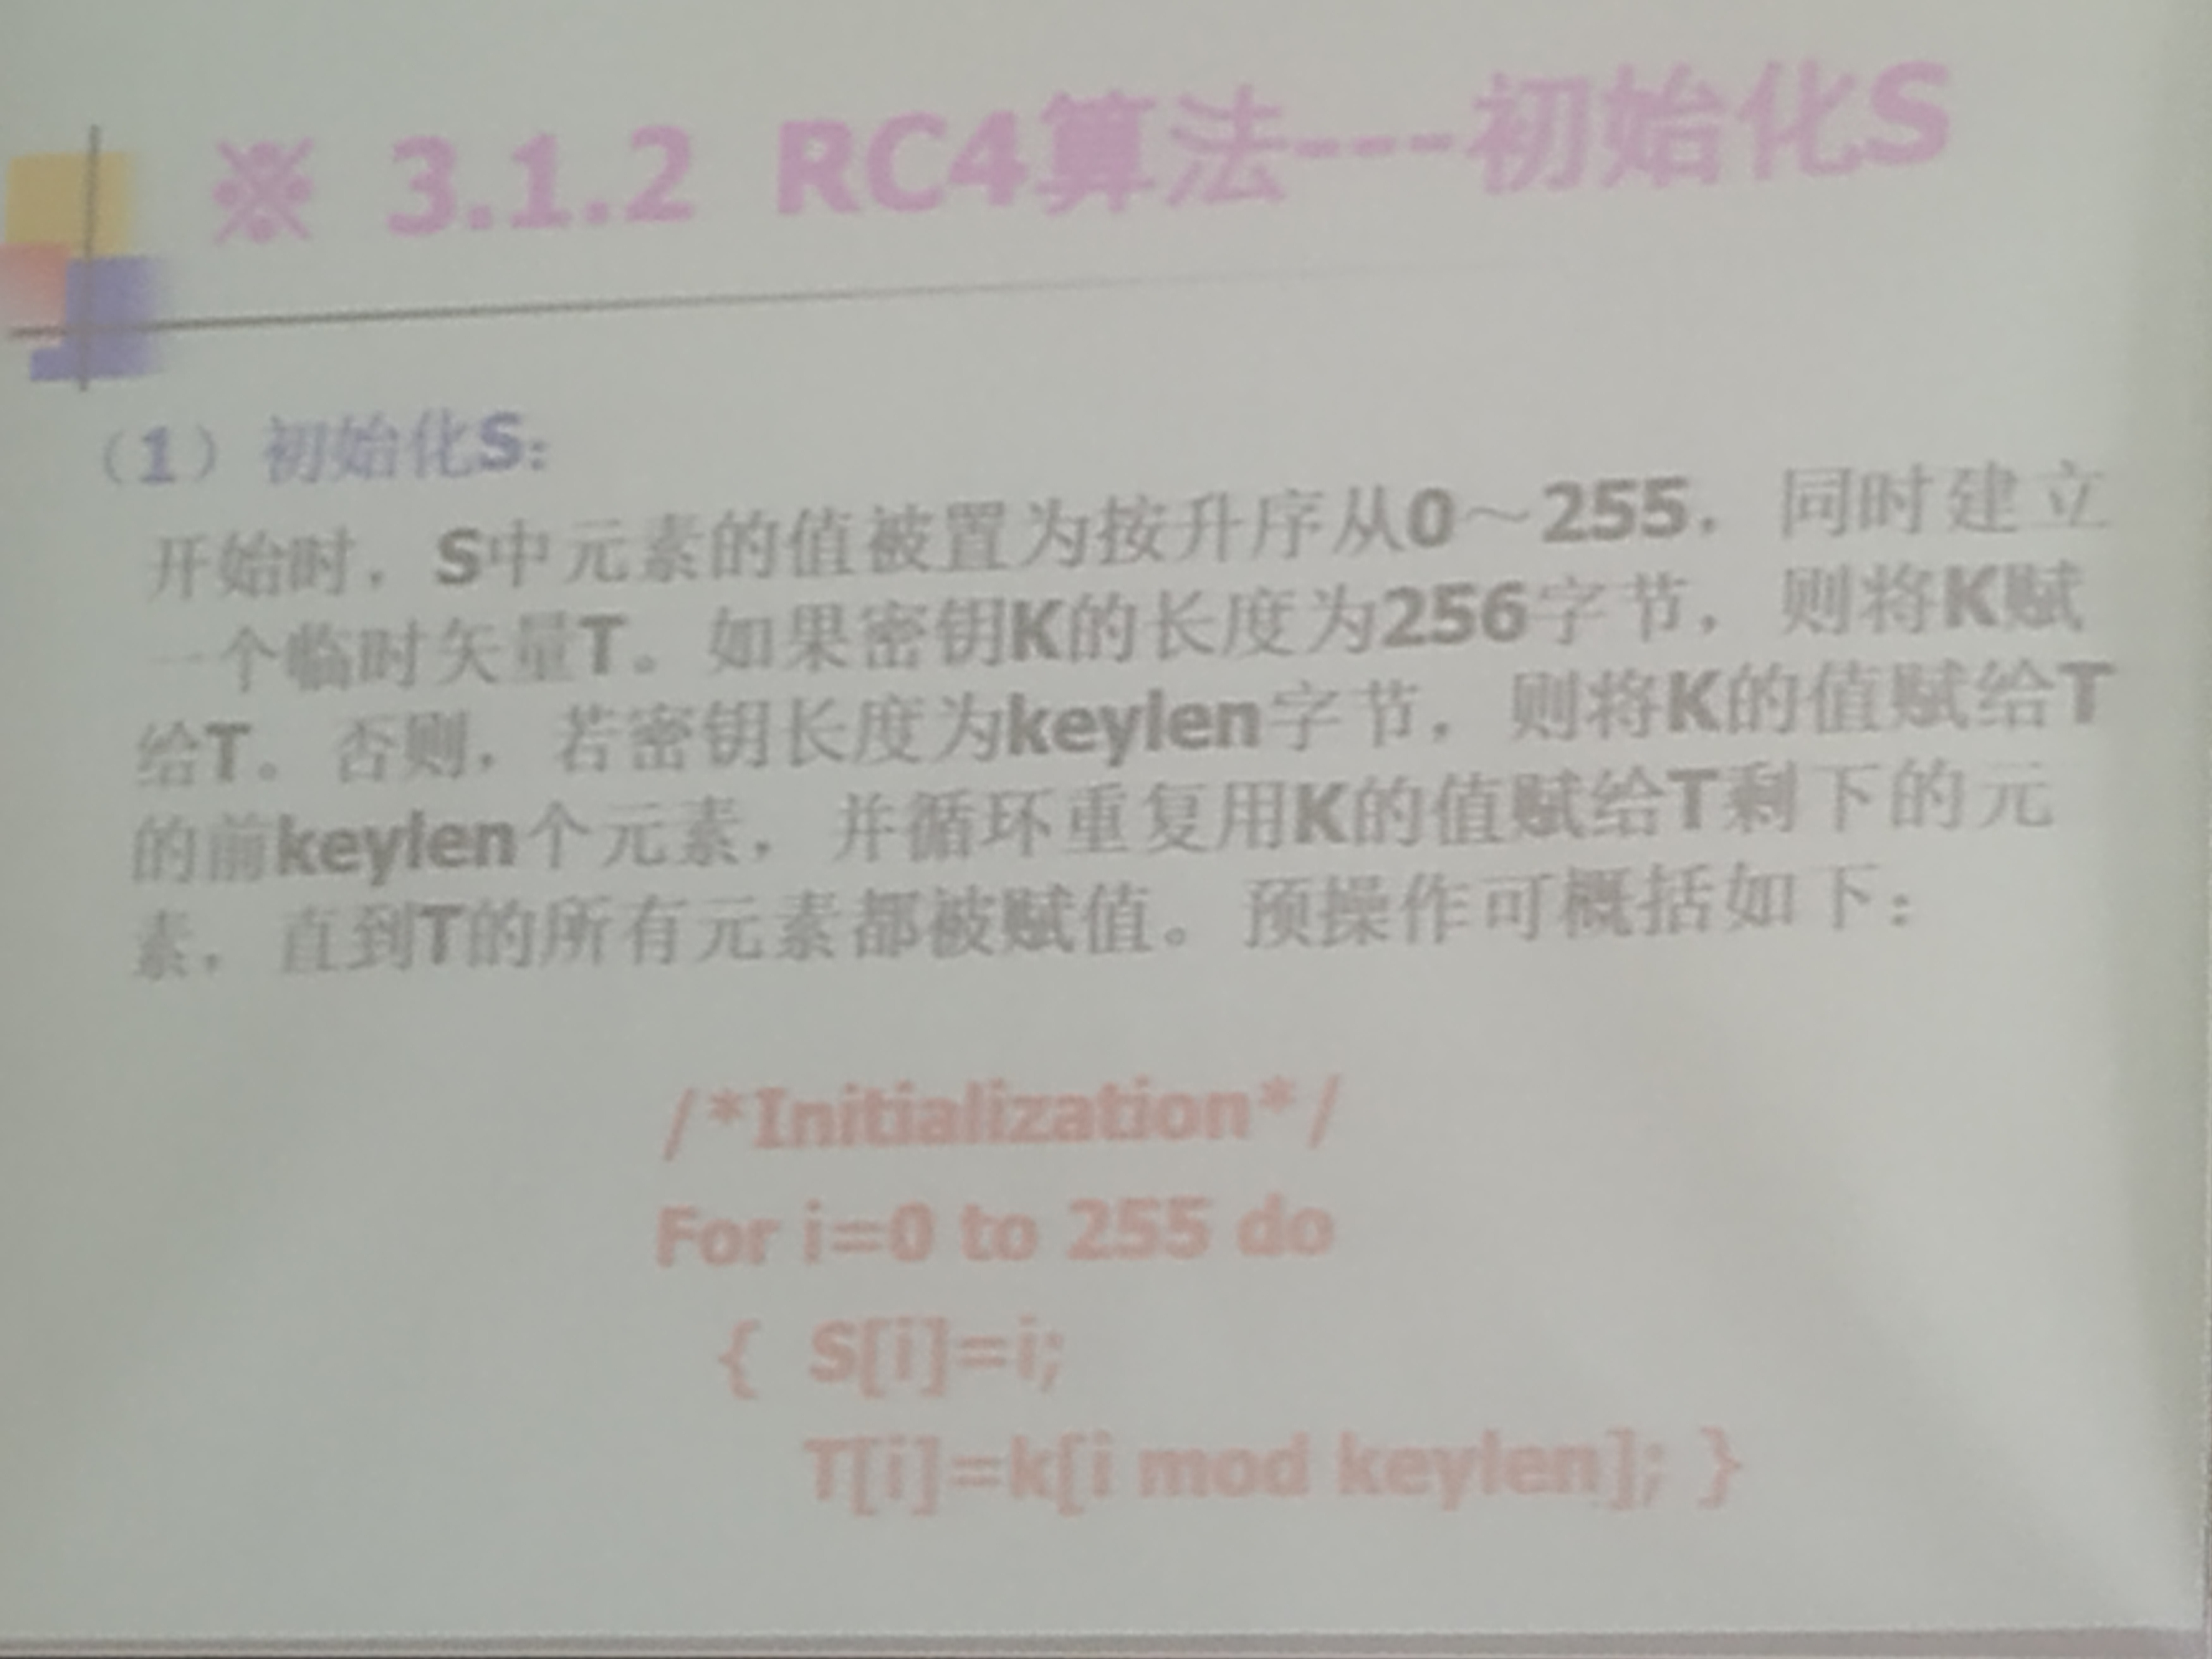 ※ 3.1.2 RC4算法---初始化S
（1）初始化S：
开始时，S中元素的值被置为按升序从0～255，同时建立
一个临时矢量T。如果密钥K的长度为256字节，则将K赋
给T。否则，若密钥长度为keylen字节，则将K的值赋给T
的前keylen个元素，并循环重复用K的值赋给T剩下的元
素，直到T的所有元素都被赋值。预操作可概括如下：
/*Initialization*/
For i=0 to 255 do
{ S[i]=i;
T[i]=k[i mod keylen]; }